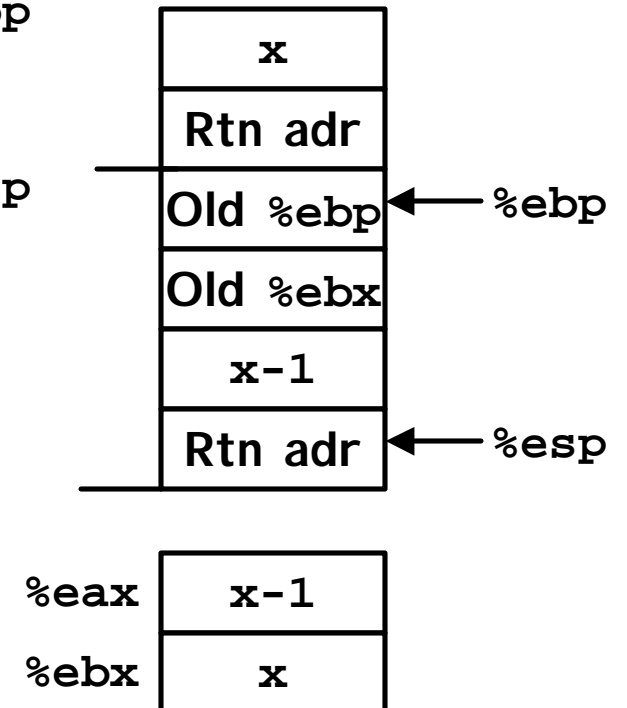 p
x
Rtn adr
p
Old %ebp
%ebp
Old %ebx
x-1
Rtn adr
%esp
%eax
x-1
%ebx
x